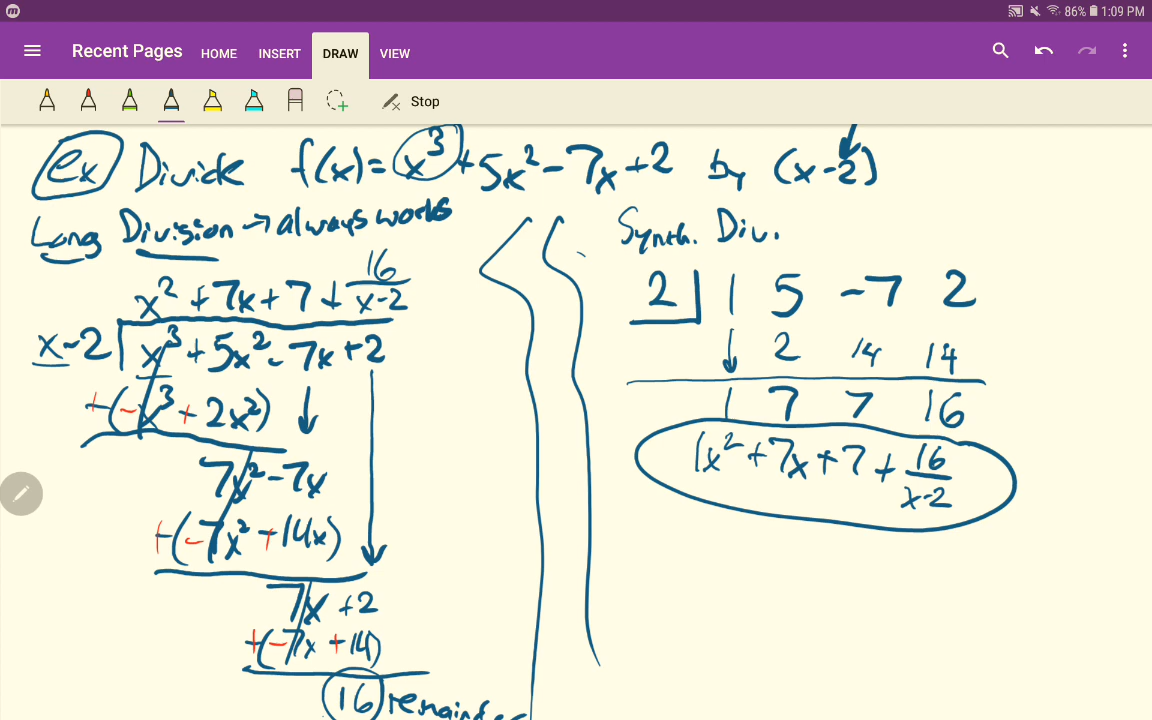 86% 1:09 PM
Recent Pages HOME INSERT DRAW VIEW
Stop
ex Divide f(x)= x³+5x²-7x+2 by (x-2)
Long Division → always works
x²+7x+7+16/(x-2)
x-2 x³+5x²-7x+2
+(-x³+2x²)
7x²-7x
+(-7x²+14x)
7x+2
+(-7x+14)
16 remainder
Synth. Div.
2 1 5 -7 2
2 14 14
1 7 7 16
1x²+7x+7+16/(x-2)